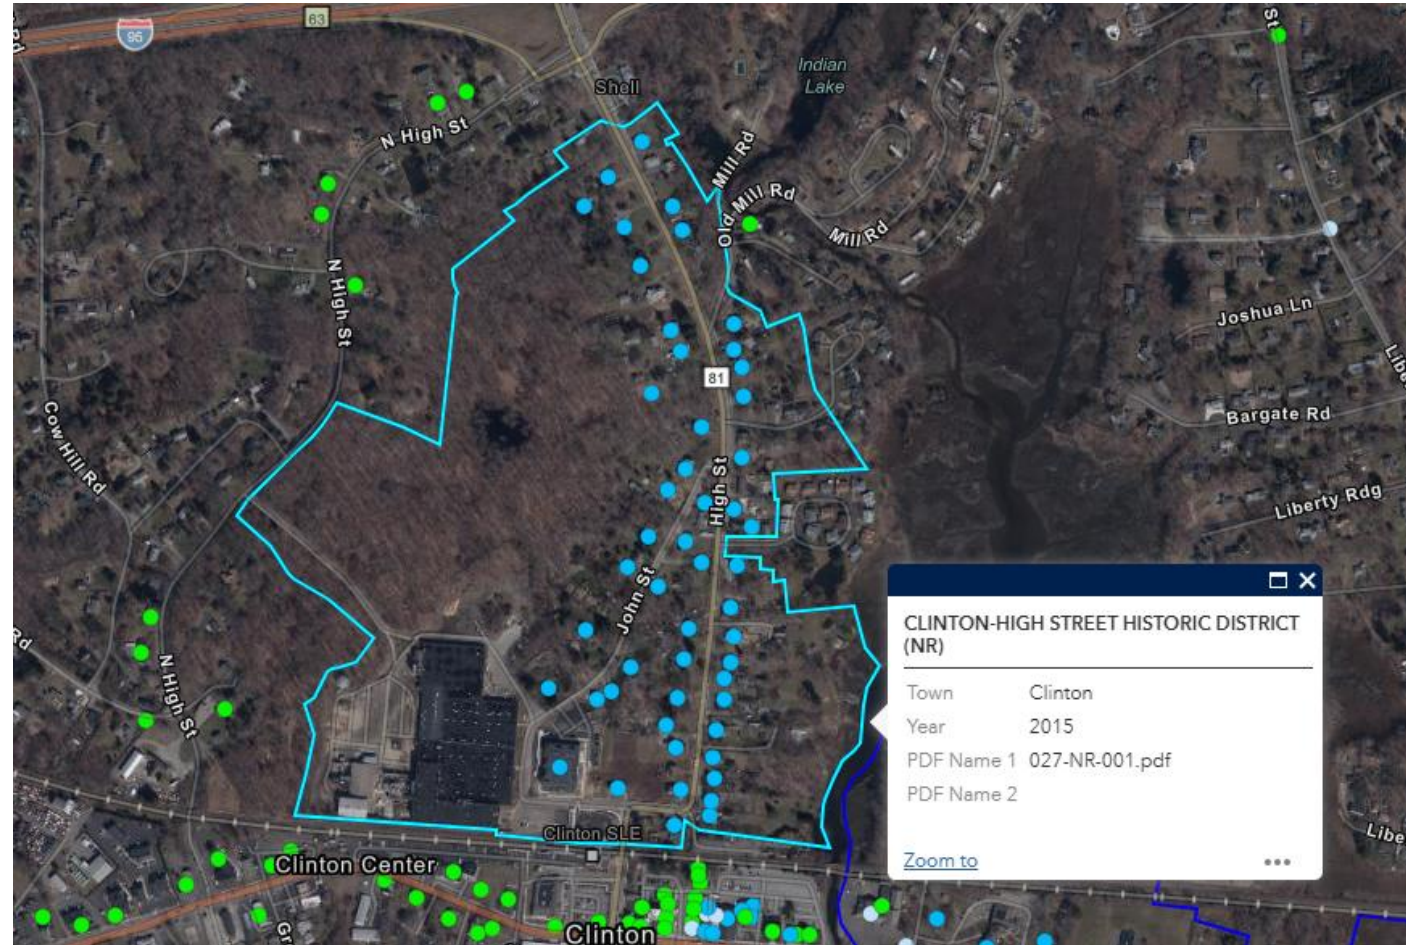 63
95
Rd
St
Shell
Indian
Lake
N High St
Mill Rd
Old Mill Rd
Mill Rd
N High St
Joshua Ln
81
Cow Hill Rd
Bargate Rd
High St
Liberty Rdg
John St
CLINTON-HIGH STREET HISTORIC DISTRICT
(NR)
Town Clinton
Year 2015
PDF Name 1 027-NR-001.pdf
PDF Name 2
Zoom to
Rd
N High St
Clinton SLE
Clinton Center
Clinton